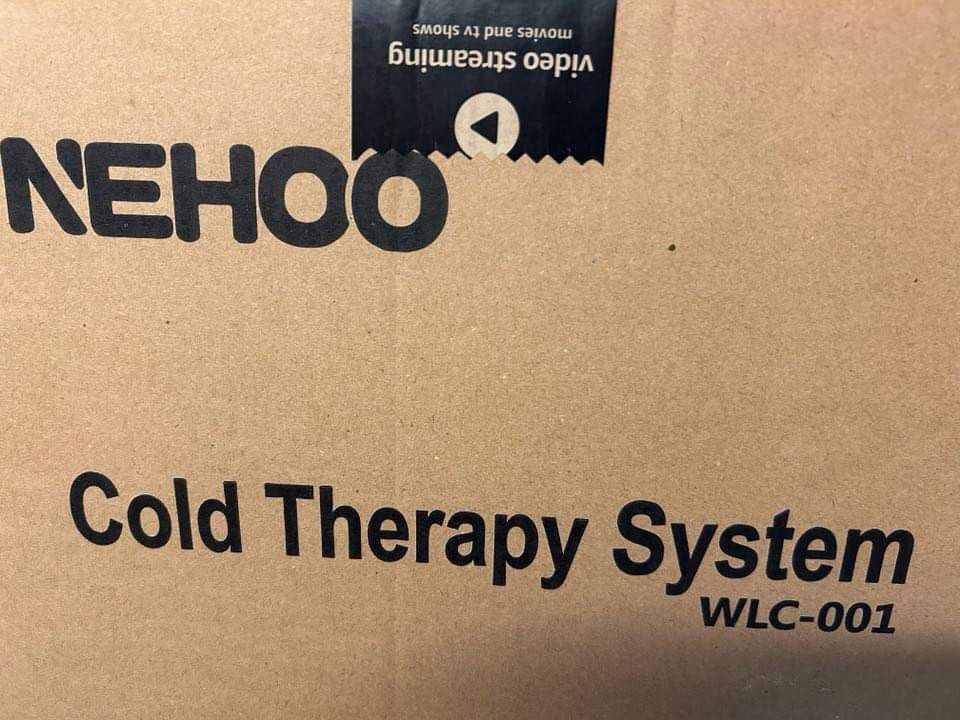 movies and tv shows
video streaming
NEHOO
Cold Therapy System
WLC-001